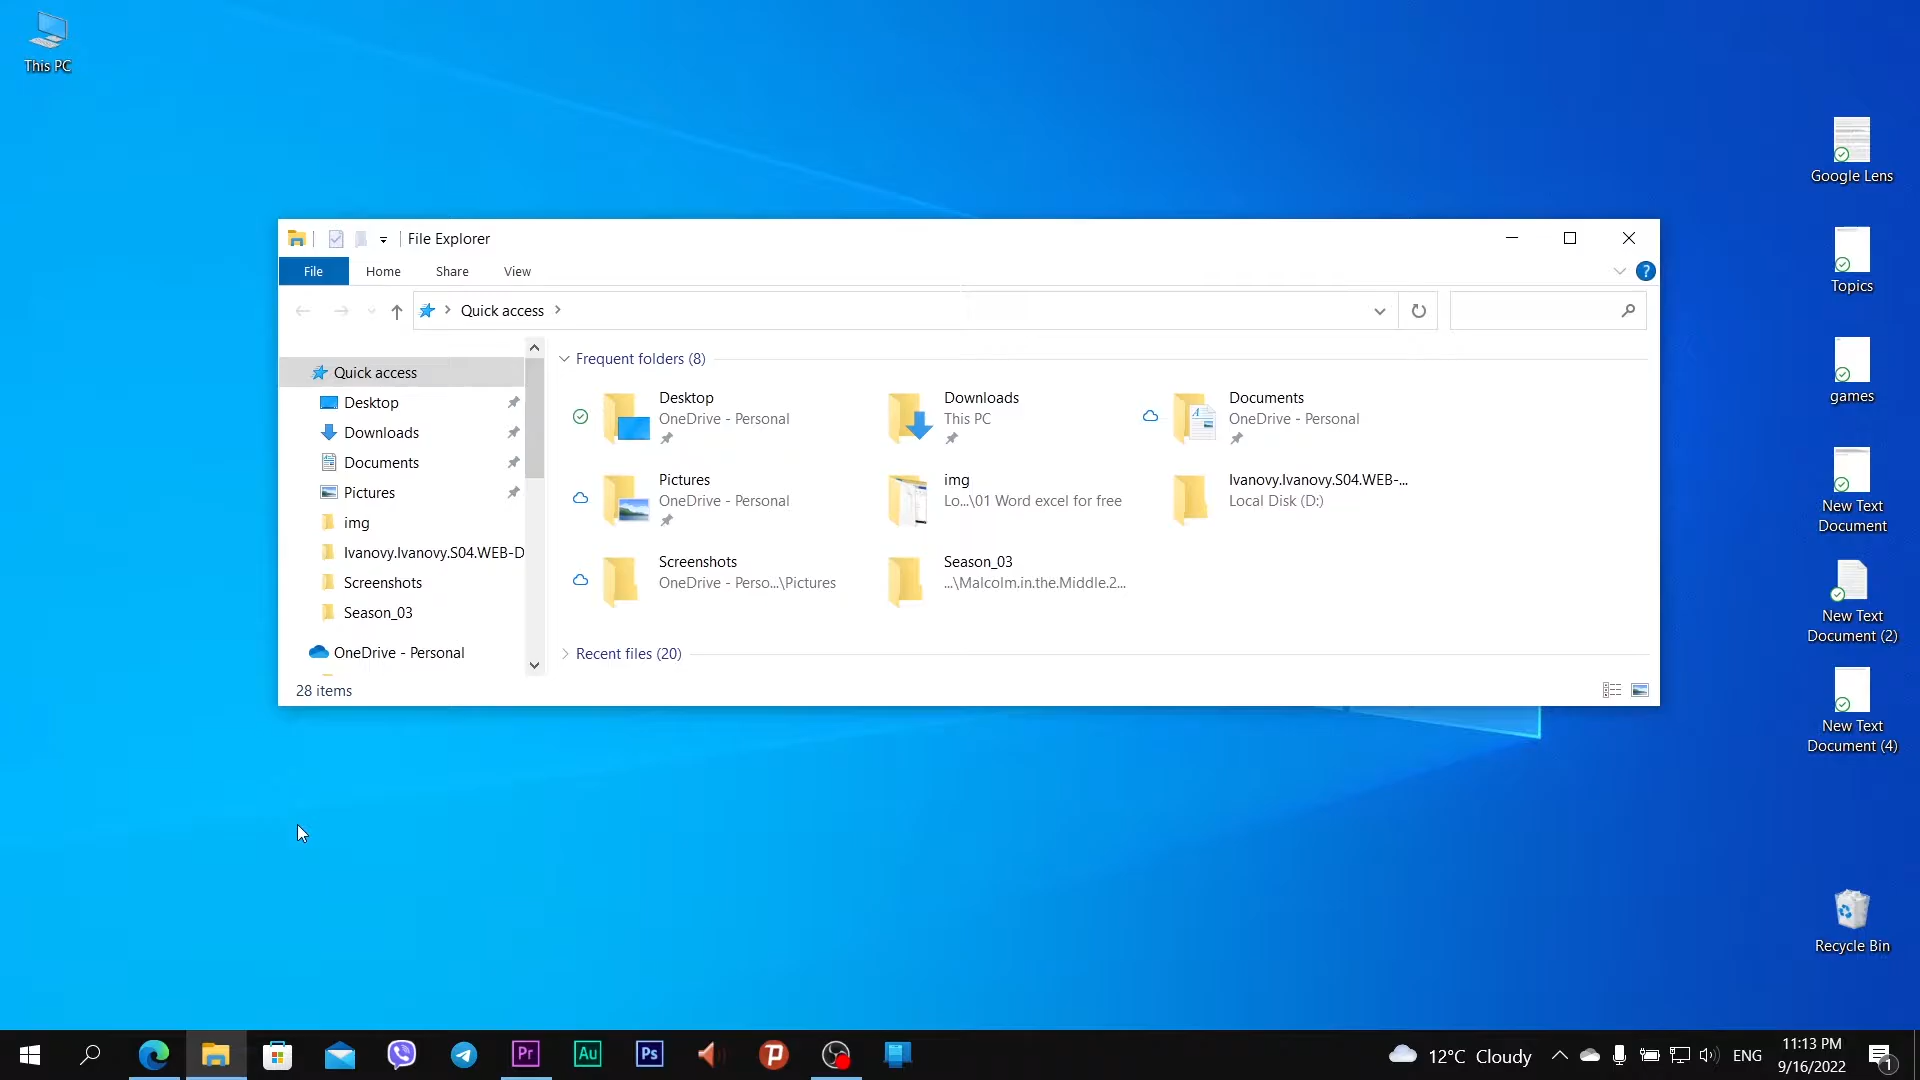 This PC
Google Lens
Topics
games
New Text
Document
New Text
Document (2)
New Text
Document (4)
Recycle Bin
File Explorer
File Home Share View
?
Quick access
Quick access
Desktop
Downloads
Documents
Pictures
img
Ivanovy.Ivanovy.S04.WEB-D
Screenshots
Season_03
OneDrive - Personal
Frequent folders (8)
Desktop
OneDrive - Personal
Downloads
This PC
Documents
OneDrive - Personal
Pictures
OneDrive - Personal
img
Lo...\01 Word excel for free
Ivanovy.Ivanovy.S04.WEB-...
Local Disk (D:)
Screenshots
OneDrive - Perso...\Pictures
Season_03
...\Malcolm.in.the.Middle.2...
Recent files (20)
28 items
Pr Au Ps
12°C Cloudy
ENG
11:13 PM
9/16/2022
1